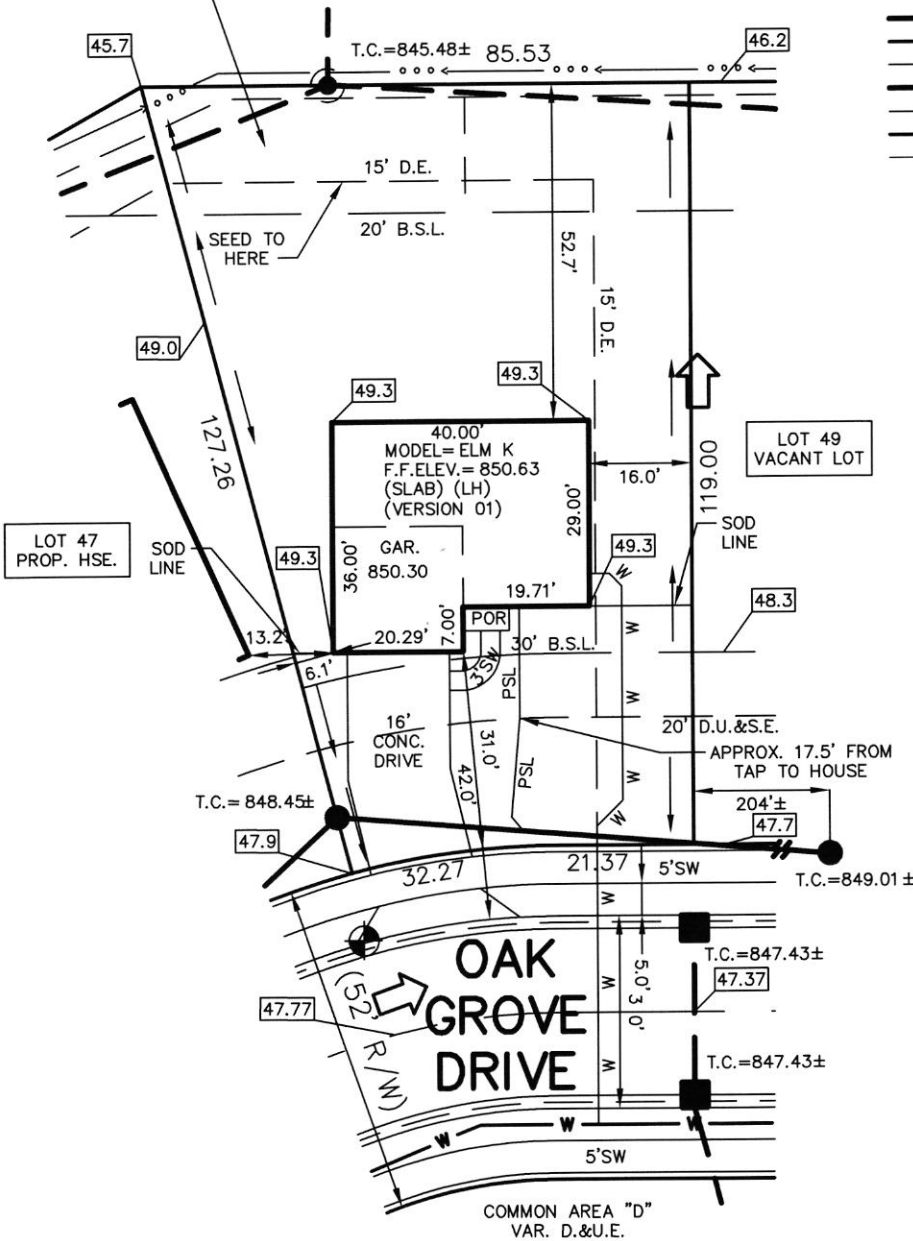 45.7
T.C.=845.48±
85.53
46.2
15' D.E.
20' B.S.L.
SEED TO
HERE
52.7'
15' D.E.
49.0
127.26
49.3
49.3
40.00'
MODEL= ELM K
F.F.ELEV.= 850.63
(SLAB) (LH)
(VERSION 01)
29.00'
16.0'
119.00
LOT 49
VACANT LOT
LOT 47
PROP. HSE.
SOD
LINE
49.3
36.00'
GAR.
850.30
19.71'
49.3
SOD
LINE
48.3
13.2'
20.29'
7.00'
POR
3'SW
30' B.S.L.
6.1'
PSL
W
W
W
16'
CONC.
DRIVE
31.0'
42.0'
PSL
20' D.U.&S.E.
APPROX. 17.5' FROM
TAP TO HOUSE
W
W
204'±
T.C.= 848.45±
47.9
47.7
32.27
21.37
5'SW
T.C.=849.01±
W
OAK
GROVE
DRIVE
(52' R/W)
47.77
W
W
5.0' 3.0'
T.C.=847.43±
47.37
T.C.=847.43±
W
W
W
5'SW
COMMON AREA "D"
VAR. D.&U.E.